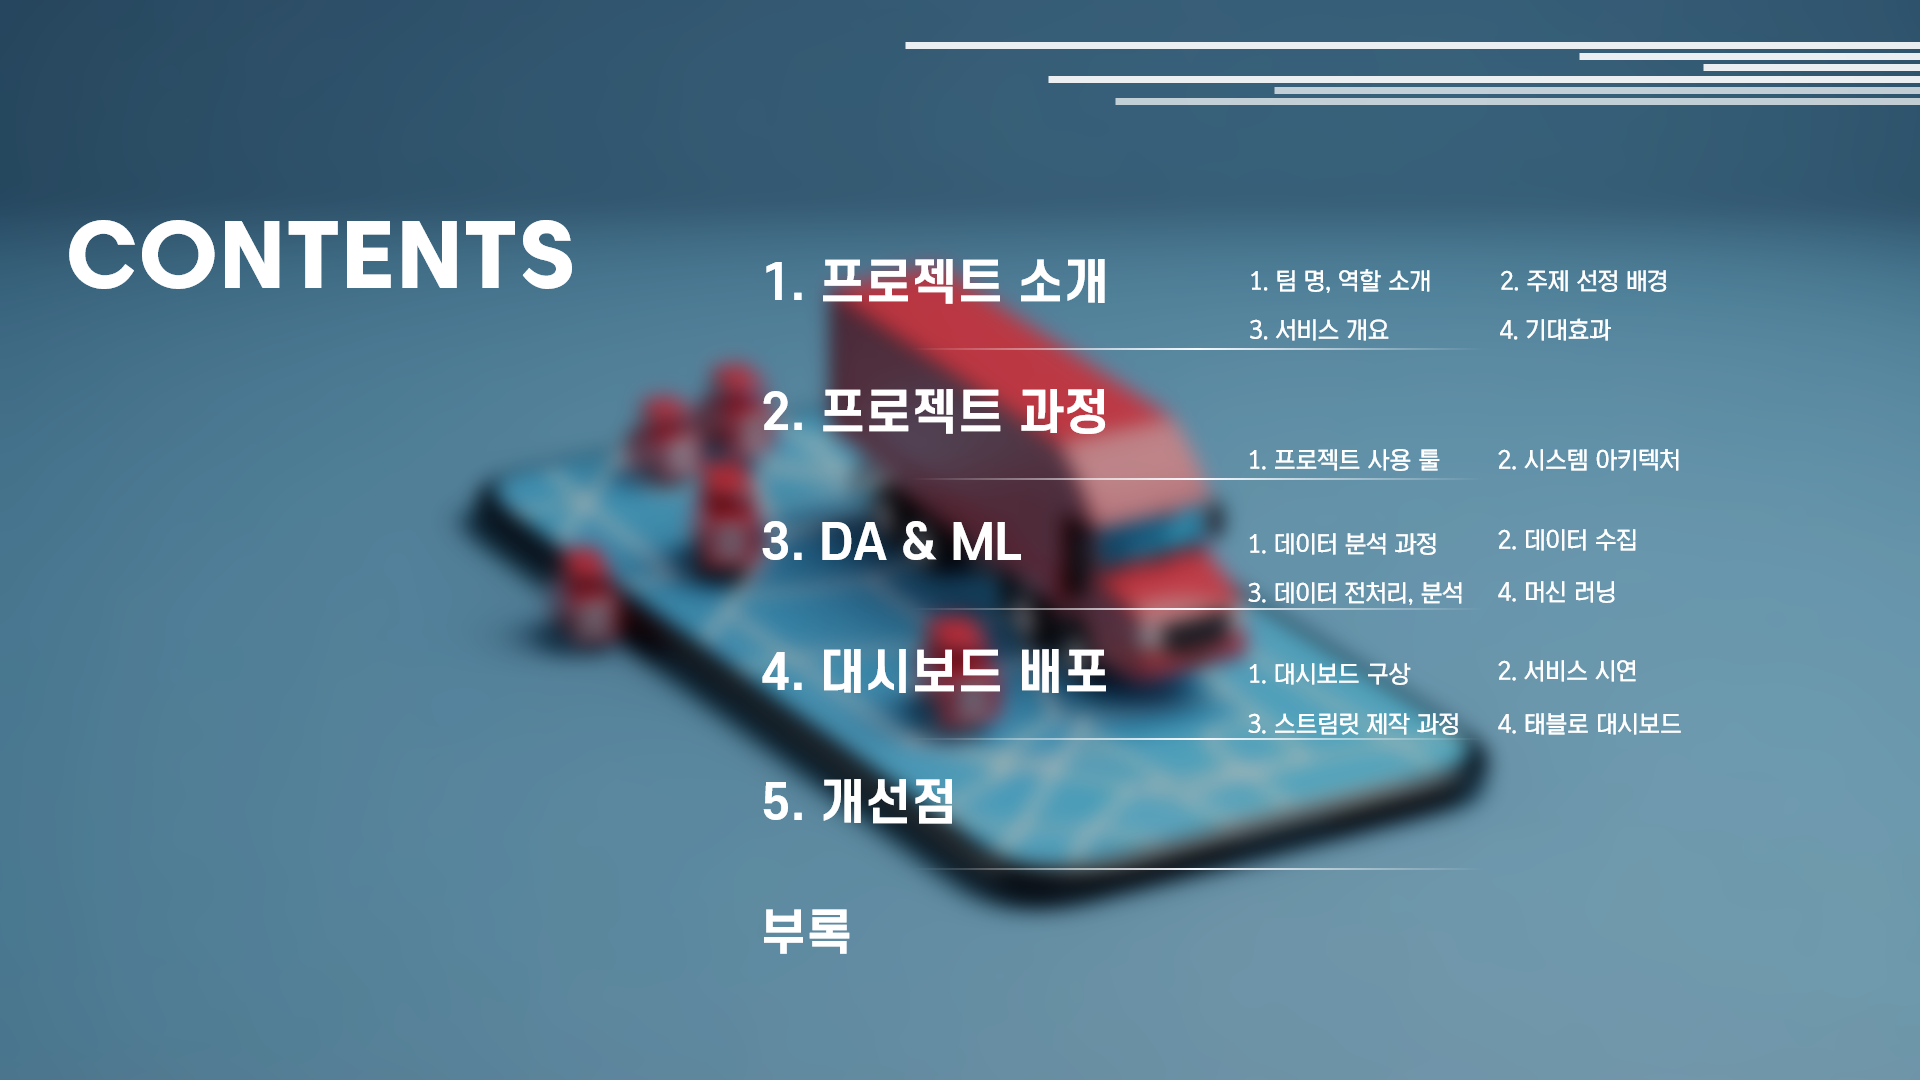 CONTENTS
1. 프로젝트 소개
1. 팀 명, 역할 소개
2. 주제 선정 배경
3. 서비스 개요
4. 기대효과
2. 프로젝트 과정
1. 프로젝트 사용 툴
2. 시스템 아키텍처
3. DA & ML
1. 데이터 분석 과정
2. 데이터 수집
3. 데이터 전처리, 분석
4. 머신 러닝
4. 대시보드 배포
1. 대시보드 구상
2. 서비스 시연
3. 스트림릿 제작 과정
4. 태블로 대시보드
5. 개선점
부록